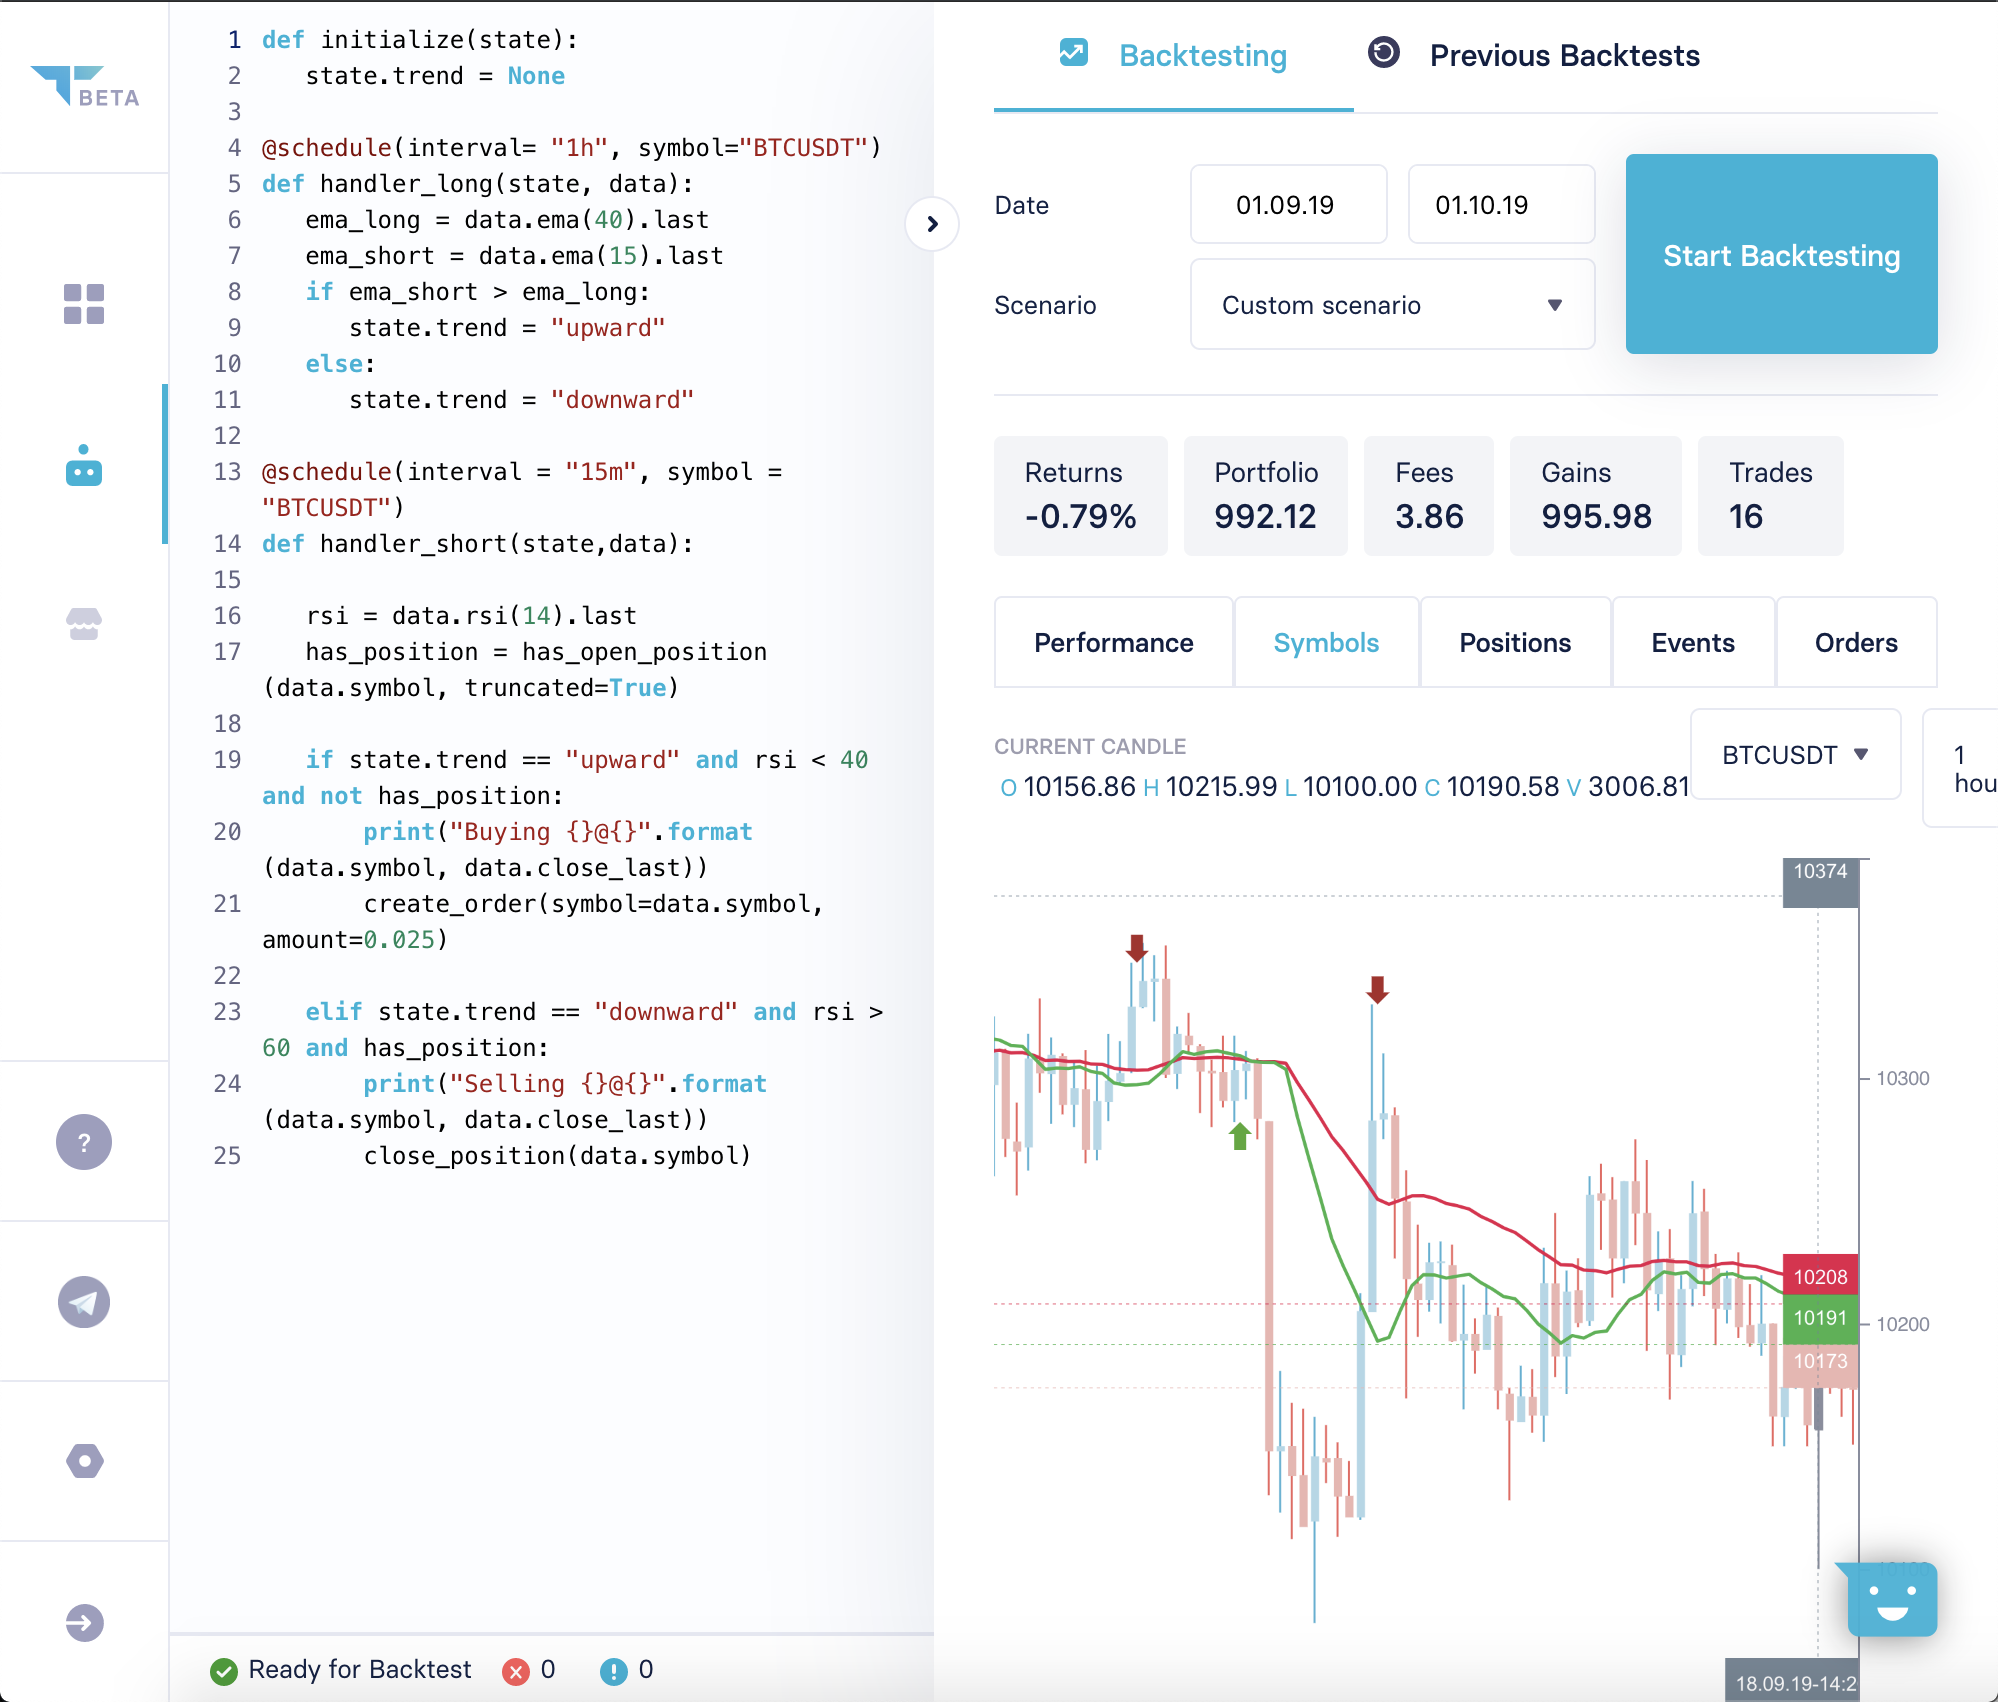 BETA
1 def initialize(state):
2 state.trend = None
3
4 @schedule(interval= "1h", symbol="BTCUSDT")
5 def handler_long(state, data):
6 ema_long = data.ema(40).last
7 ema_short = data.ema(15).last
8 if ema_short > ema_long:
9 state.trend = "upward"
10 else:
11 state.trend = "downward"
12
13 @schedule(interval = "15m", symbol =
"BTCUSDT")
14 def handler_short(state,data):
15
16 rsi = data.rsi(14).last
17 has_position = has_open_position
(data.symbol, truncated=True)
18
19 if state.trend == "upward" and rsi < 40
and not has_position:
20 print("Buying {}@{}".format
(data.symbol, data.close_last))
21 create_order(symbol=data.symbol,
amount=0.025)
22
23 elif state.trend == "downward" and rsi >
60 and has_position:
24 print("Selling {}@{}".format
(data.symbol, data.close_last))
25 close_position(data.symbol)
Ready for Backtest 0 0
Backtesting Previous Backtests
Date 01.09.19 01.10.19
Start Backtesting
Scenario Custom scenario
Returns Portfolio Fees Gains Trades
-0.79% 992.12 3.86 995.98 16
Performance Symbols Positions Events Orders
CURRENT CANDLE
O 10156.86 H 10215.99 L 10100.00 C 10190.58 V 3006.81
BTCUSDT
1
hou
10374
10300
10208
10191
10200
10173
18.09.19-14:2